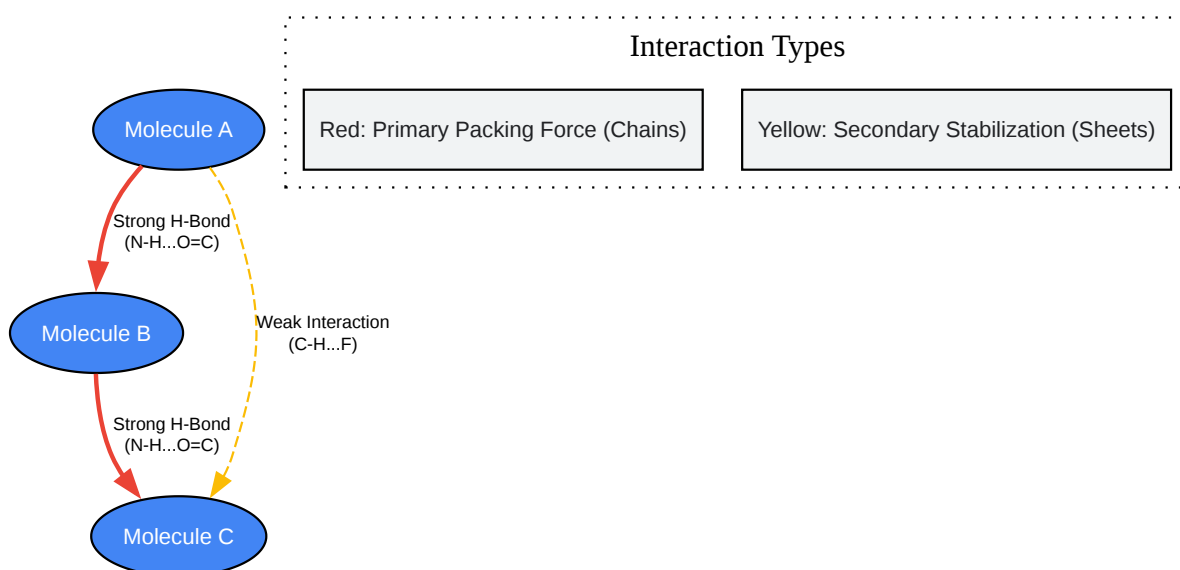 Interaction Types
Molecule A
Red: Primary Packing Force (Chains)
Yellow: Secondary Stabilization (Sheets)
Strong H-Bond
(N-H...O=C)
Weak Interaction
(C-H...F)
Molecule B
Strong H-Bond
(N-H...O=C)
Molecule C